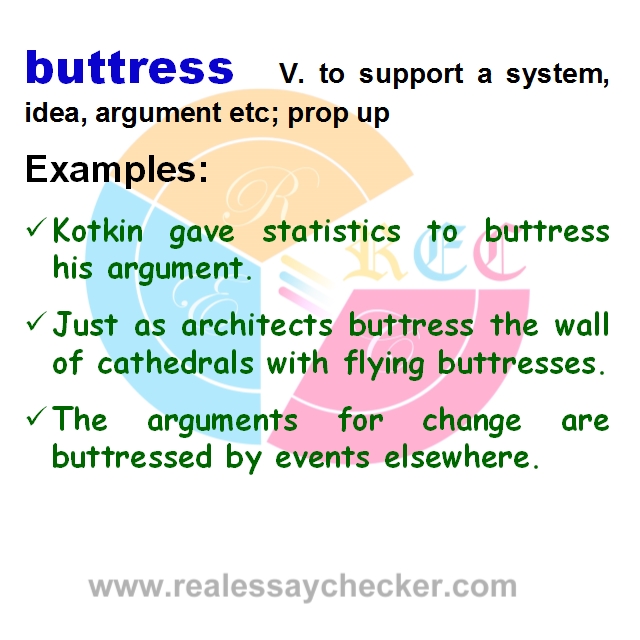 buttress V. to support a system,
idea, argument etc; prop up
Examples:
✓ Kotkin gave statistics to buttress
his argument.
✓ Just as architects buttress the wall
of cathedrals with flying buttresses.
✓ The arguments for change are
buttressed by events elsewhere.
R
E
C
REC
www.realessaychecker.com